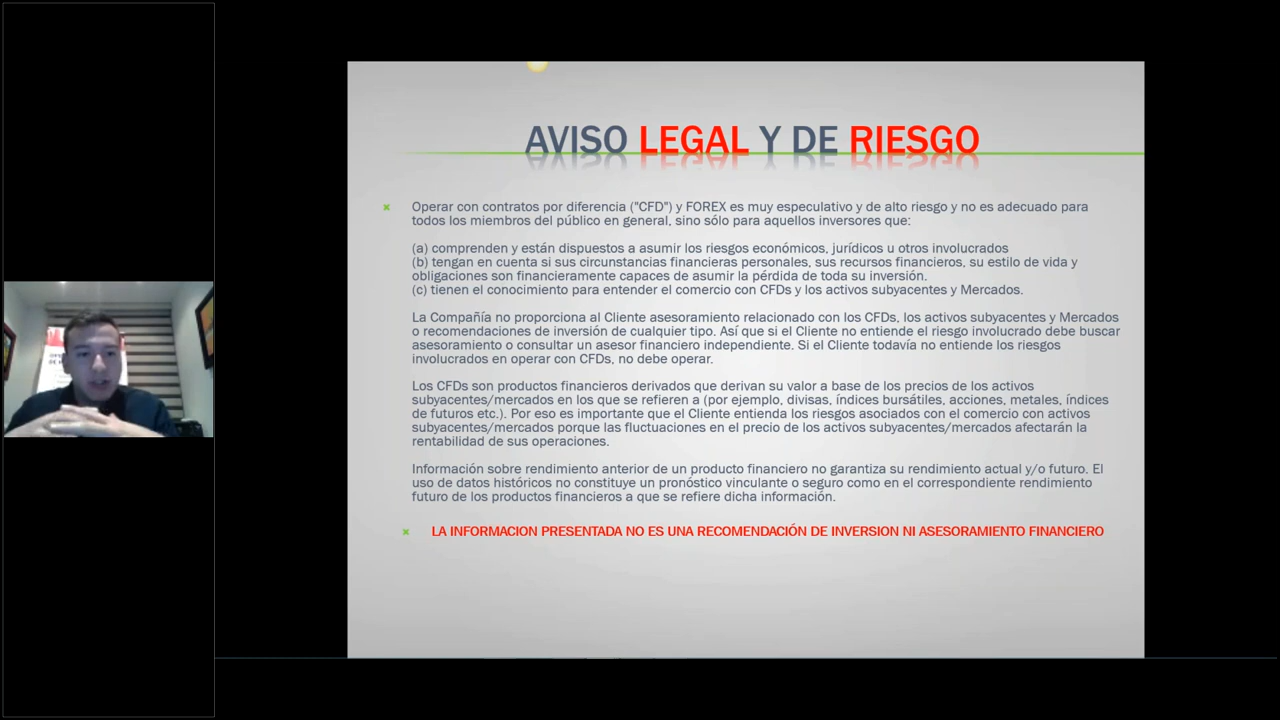 AVISO LEGAL Y DE RIESGO
Operar con contratos por diferencia ("CFD") y FOREX es muy especulativo y de alto riesgo y no es adecuado para
todos los miembros del público en general, sino sólo para aquellos inversores que:
(a) comprenden y están dispuestos a asumir los riesgos económicos, jurídicos u otros involucrados
(b) tengan en cuenta si sus circunstancias financieras personales, sus recursos financieros, su estilo de vida y
obligaciones son financieramente capaces de asumir la pérdida de toda su inversión.
(c) tienen el conocimiento para entender el comercio con CFDs y los activos subyacentes y Mercados.
La Compañía no proporciona al Cliente asesoramiento relacionado con los CFDs, los activos subyacentes y Mercados
o recomendaciones de inversión de cualquier tipo. Así que si el Cliente no entiende el riesgo involucrado debe buscar
asesoramiento o consultar un asesor financiero independiente. Si el Cliente todavía no entiende los riesgos
involucrados en operar con CFDs, no debe operar.
Los CFDs son productos financieros derivados que derivan su valor a base de los precios de los activos
subyacentes/mercados en los que se refieren a (por ejemplo, divisas, índices bursátiles, acciones, metales, índices
de futuros etc.). Por eso es importante que el Cliente entienda los riesgos asociados con el comercio con activos
subyacentes/mercados porque las fluctuaciones en el precio de los activos subyacentes/mercados afectarán la
rentabilidad de sus operaciones.
Información sobre rendimiento anterior de un producto financiero no garantiza su rendimiento actual y/o futuro. El
uso de datos históricos no constituye un pronóstico vinculante o seguro como en el correspondiente rendimiento
futuro de los productos financieros a que se refiere dicha información.
LA INFORMACION PRESENTADA NO ES UNA RECOMENDACIÓN DE INVERSION NI ASESORAMIENTO FINANCIERO